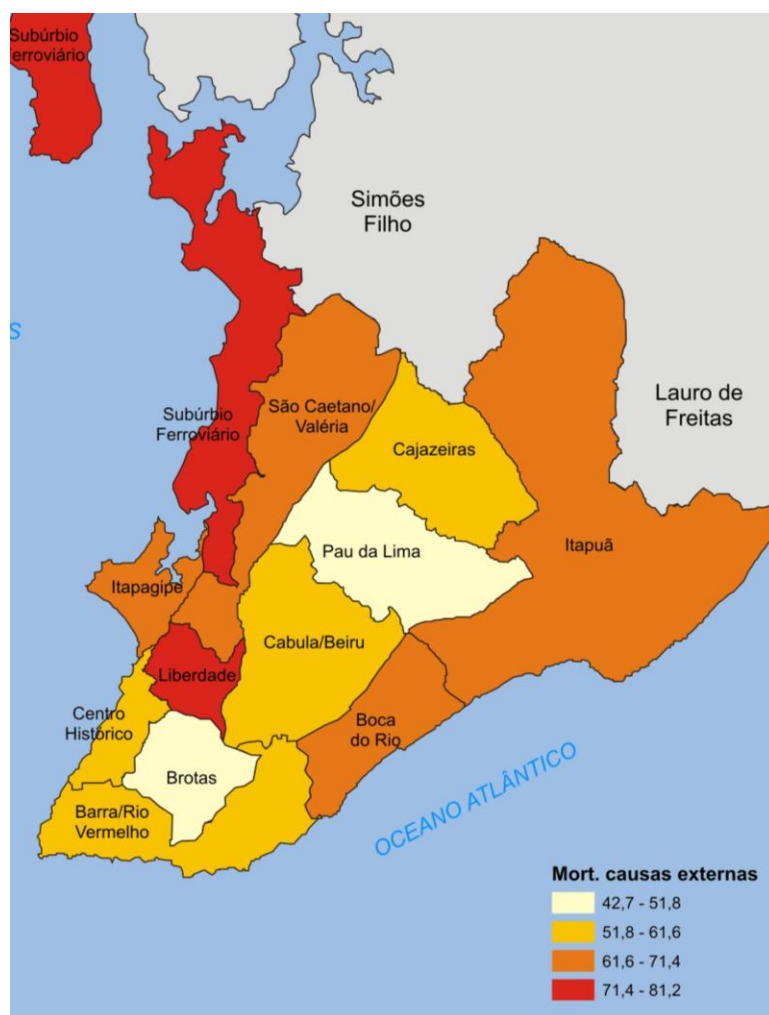 Subúrbio
erroviário
Simões
Filho
S
Lauro de
Freitas
São Caetano/
Valéria
Subúrbio
Ferroviário
Cajazeiras
Pau da Lima
Itapuã
Itapagipe
Cabula/Beiru
Liberdade
Centro
Histórico
Boca
do Rio
Brotas
Barra/Rio
Vermelho
OCEANO ATLÂNTICO
Mort. causas externas
42,7 - 51,8
51,8 - 61,6
61,6 - 71,4
71,4 - 81,2